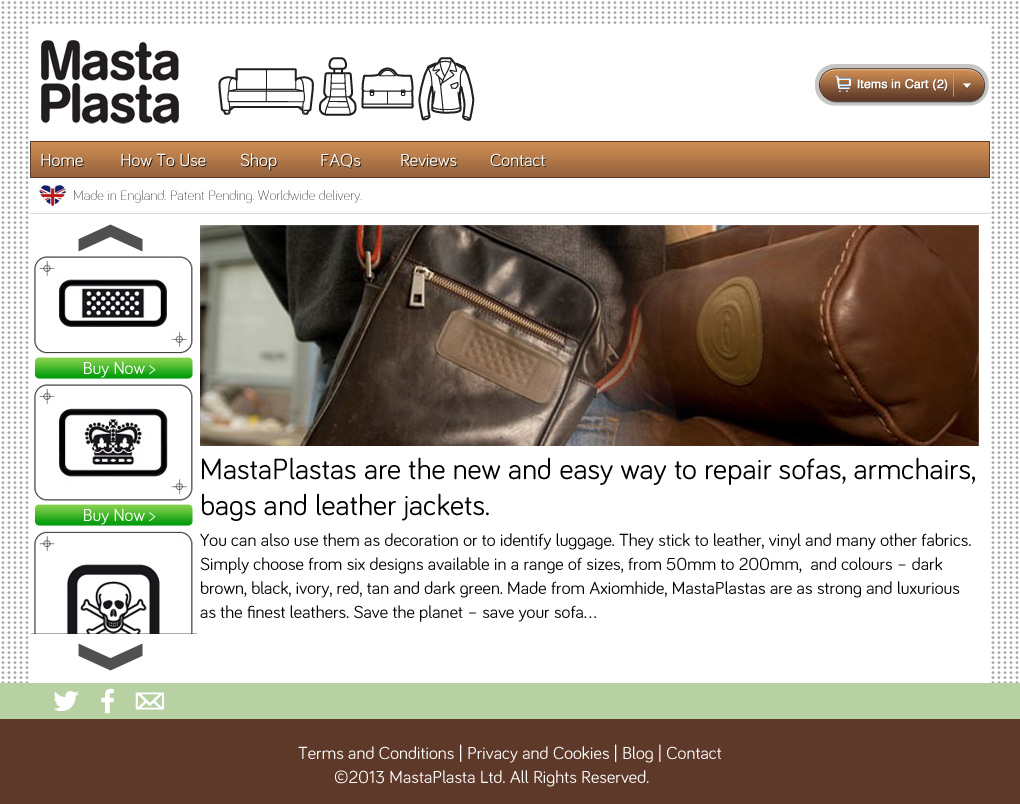 Masta
Plasta
Items in Cart (2)
Home How To Use Shop FAQs Reviews Contact
Made in England. Patent Pending. Worldwide delivery.
Buy Now >
Buy Now >
MastaPlastas are the new and easy way to repair sofas, armchairs,
bags and leather jackets.
You can also use them as decoration or to identify luggage. They stick to leather, vinyl and many other fabrics.
Simply choose from six designs available in a range of sizes, from 50mm to 200mm,  and colours – dark
brown, black, ivory, red, tan and dark green. Made from Axiomhide, MastaPlastas are as strong and luxurious
as the finest leathers. Save the planet – save your sofa...
Terms and Conditions | Privacy and Cookies | Blog | Contact
©2013 MastaPlasta Ltd. All Rights Reserved.